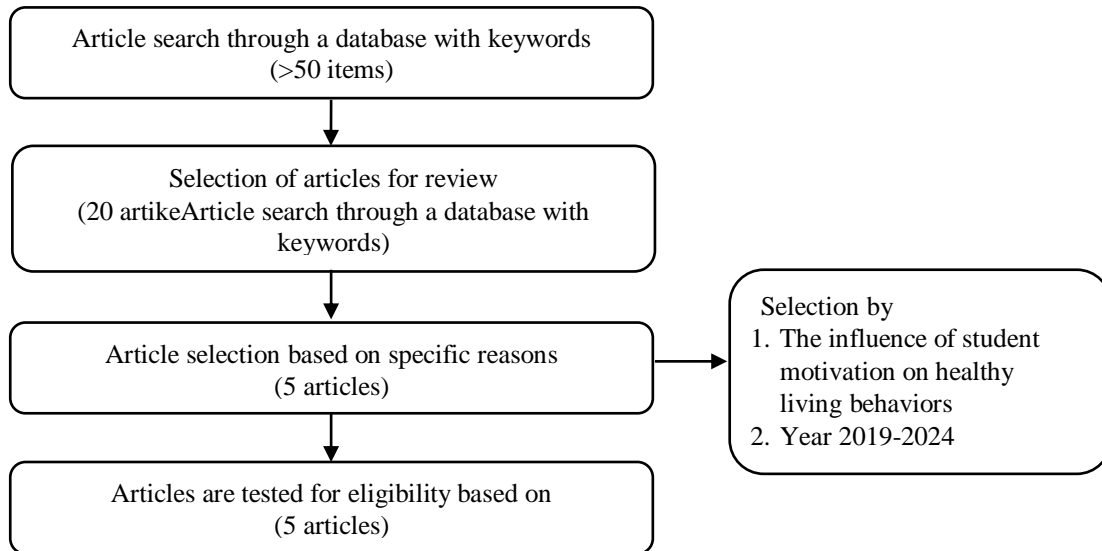 Article search through a database with keywords
(>50 items)
Selection of articles for review
(20 artikeArticle search through a database with
keywords)
Article selection based on specific reasons
(5 articles)
Selection by
1. The influence of student
motivation on healthy
living behaviors
2. Year 2019-2024
Articles are tested for eligibility based on
(5 articles)